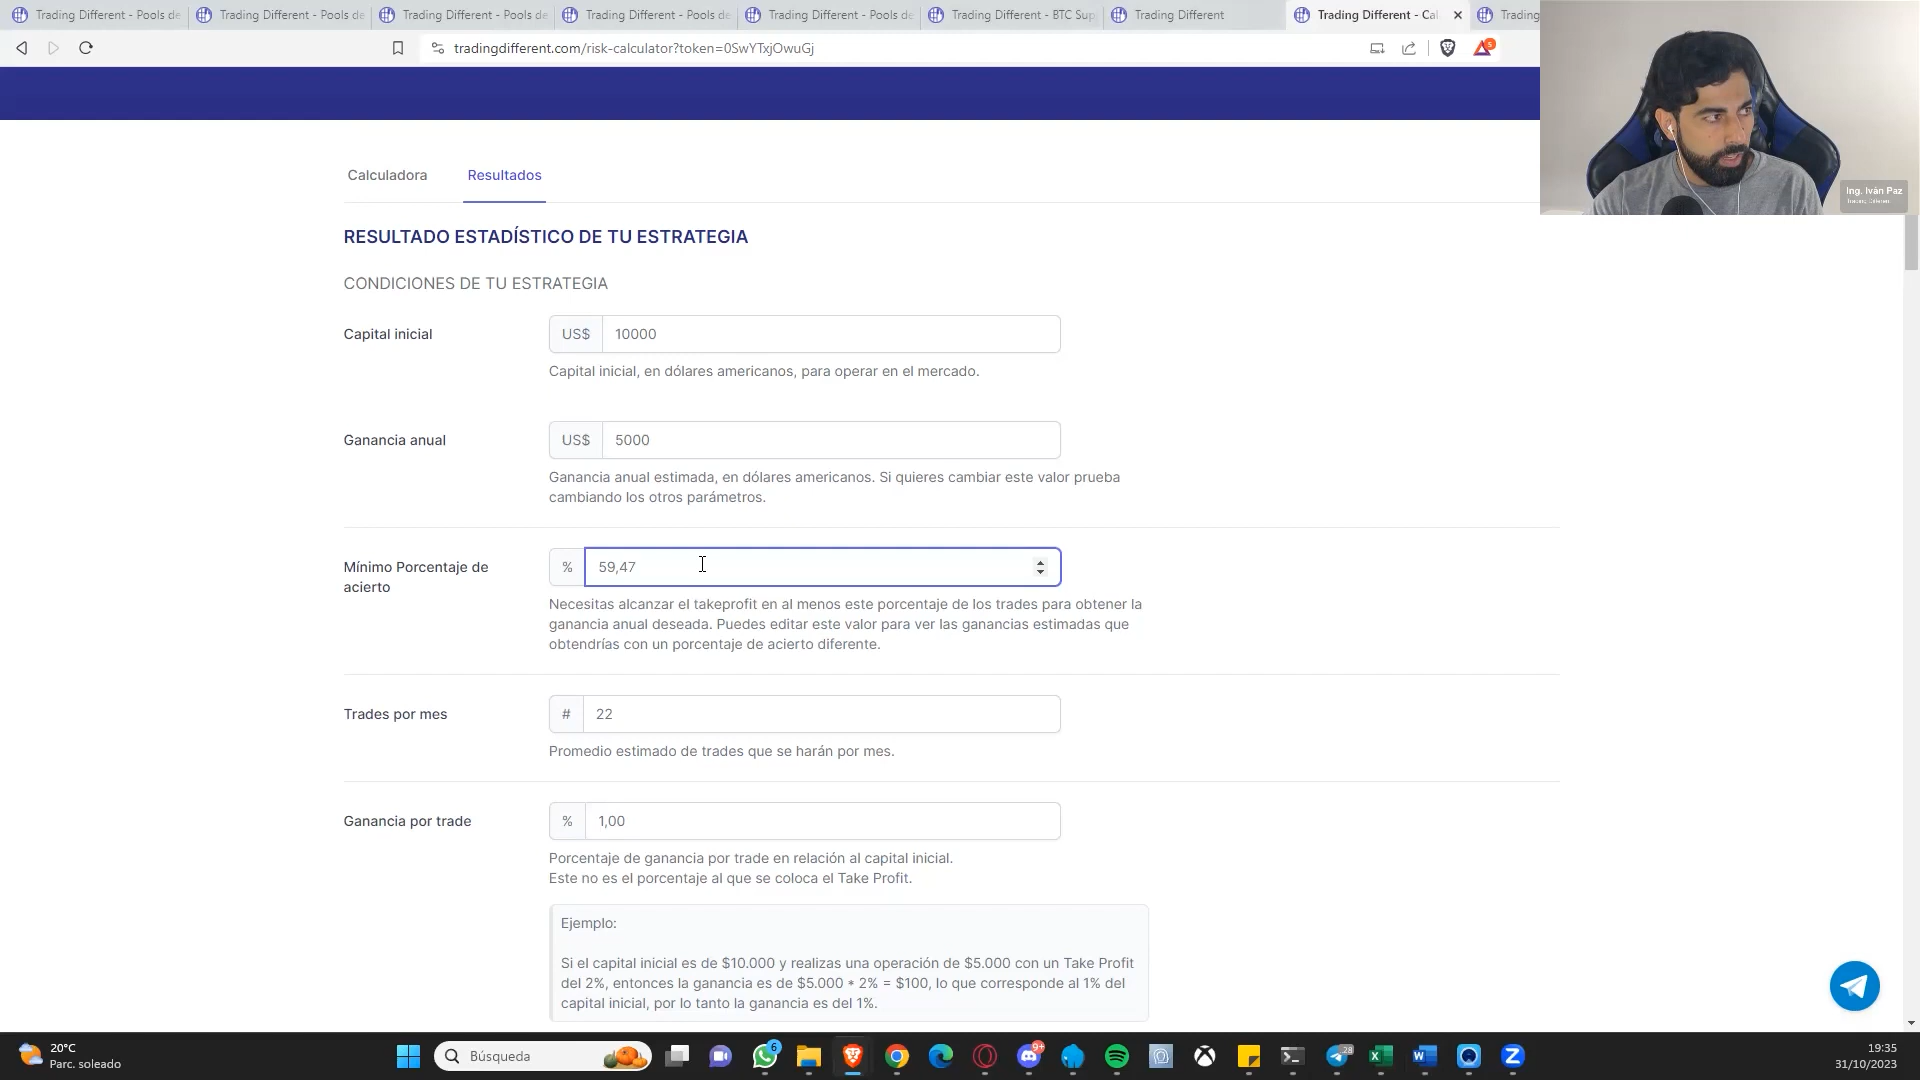 Trading Different - Pools de
Trading Different - Pools de
Trading Different - Pools de
Trading Different - Pools de
Trading Different - Pools de
Trading Different - BTC Sup
Trading Different
Trading Different - Cal
Trading
tradingdifferent.com/risk-calculator?token=0SwYTxjOwuGj
5
Ing. Iván Paz
Calculadora
Resultados
RESULTADO ESTADÍSTICO DE TU ESTRATEGIA
CONDICIONES DE TU ESTRATEGIA
Capital inicial
US$
10000
Capital inicial, en dólares americanos, para operar en el mercado.
Ganancia anual
US$
5000
Ganancia anual estimada, en dólares americanos. Si quieres cambiar este valor prueba
cambiando los otros parámetros.
Mínimo Porcentaje de
acierto
%
59,47
Necesitas alcanzar el takeprofit en al menos este porcentaje de los trades para obtener la
ganancia anual deseada. Puedes editar este valor para ver las ganancias estimadas que
obtendrías con un porcentaje de acierto diferente.
Trades por mes
#
22
Promedio estimado de trades que se harán por mes.
Ganancia por trade
%
1,00
Porcentaje de ganancia por trade en relación al capital inicial.
Este no es el porcentaje al que se coloca el Take Profit.
Ejemplo:
Si el capital inicial es de $10.000 y realizas una operación de $5.000 con un Take Profit
del 2%, entonces la ganancia es de $5.000 * 2% = $100, lo que corresponde al 1% del
capital inicial, por lo tanto la ganancia es del 1%.
20°C
Parc. soleado
Búsqueda
6
9+
28
19:35
31/10/2023